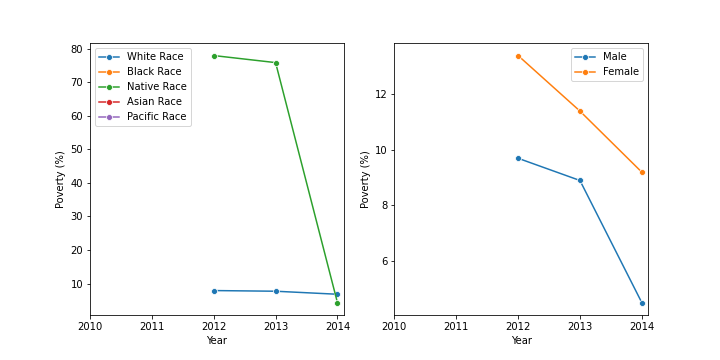 White Race
Black Race
Native Race
Asian Race
Pacific Race
80
70
60
50
40
30
20
10
Poverty (%)
2010 2011 2012 2013 2014
Year
Male
Female
12
10
8
6
Poverty (%)
2010 2011 2012 2013 2014
Year